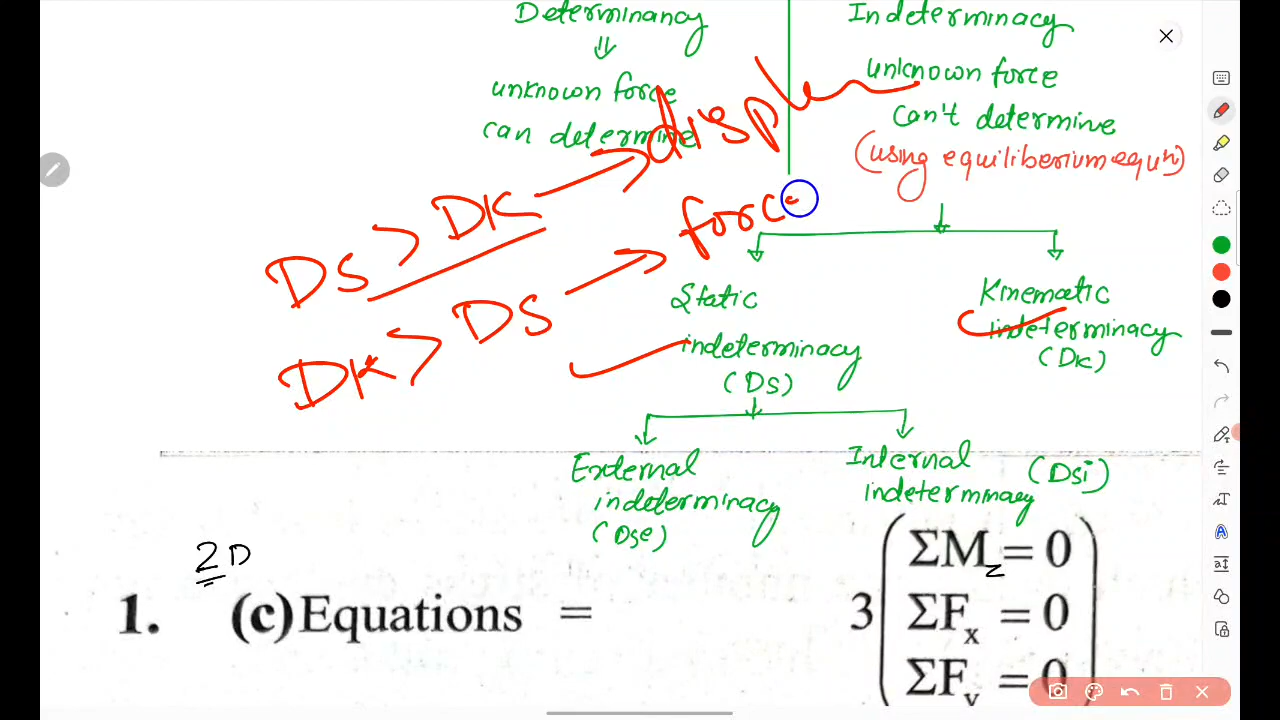 Determinancy
⇓
unknown force
can determine
Indeterminacy
unknown force
can't determine
(using equiliberium equⁿ)
DS > DK → disple
DK > DS → force
Static
indeterminacy
(DS)
Kinematic
indeterminacy
(DK)
External
indeterminacy
(Dse)
Internal (Dsi)
indeterminacy
2D
1. (c) Equations = 3
ΣM_z = 0
ΣF_x = 0
ΣF_y = 0